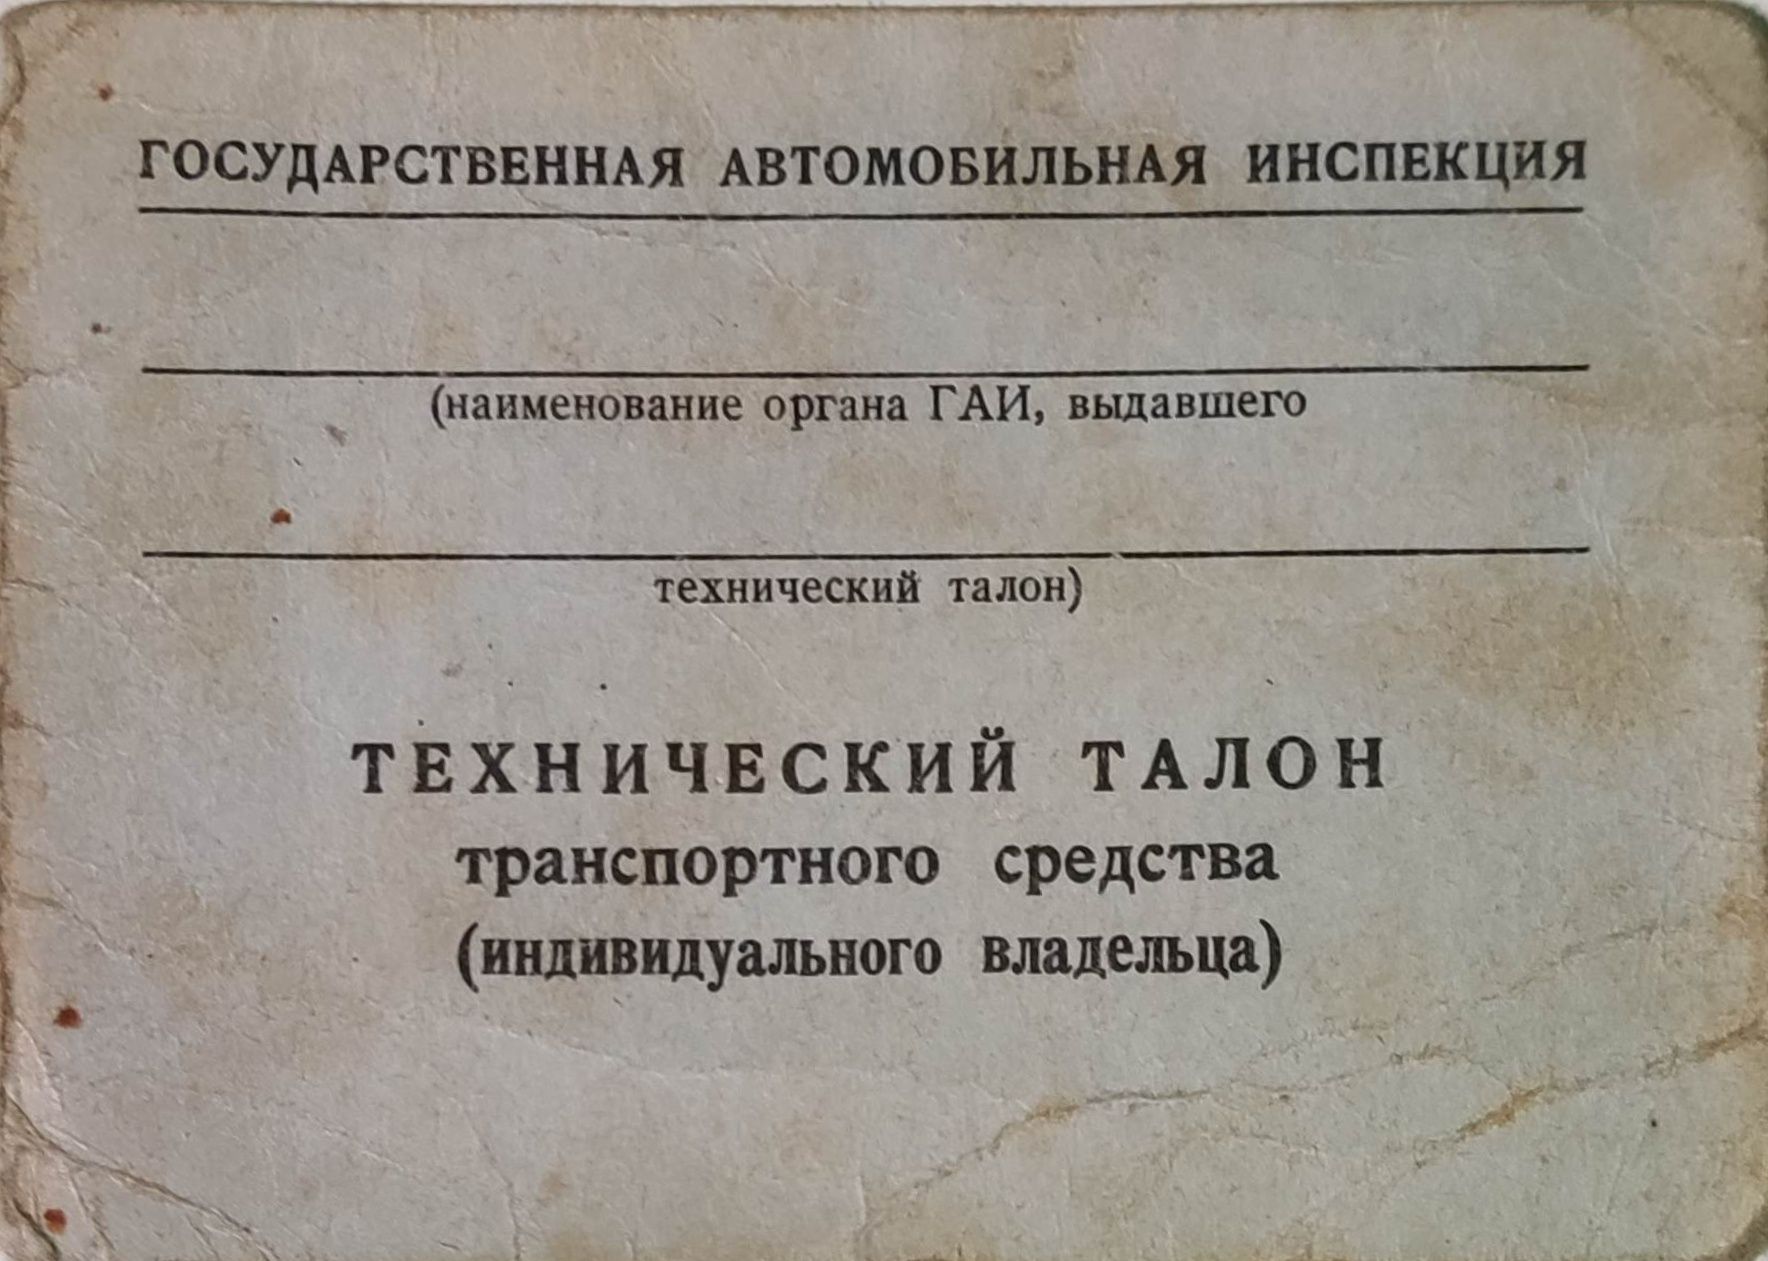 ГОСУДАРСТВЕННАЯ АВТОМОБИЛЬНАЯ ИНСПЕКЦИЯ
(наименование органа ГАИ, выдавшего
технический талон)
ТЕХНИЧЕСКИЙ ТАЛОН
транспортного средства
(индивидуального владельца)